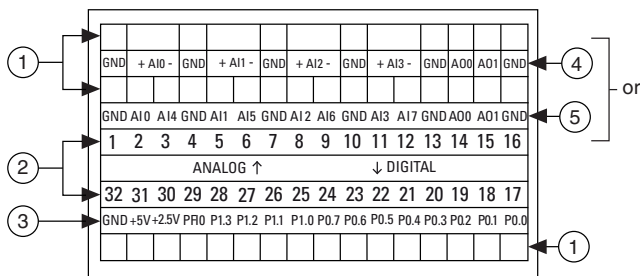 GND + AI0 - GND + AI1 - GND + AI2 - GND + AI3 - GND AO0 AO1 GND
GND AI0 AI4 GND AI1 AI5 GND AI2 AI6 GND AI3 AI7 GND AO0 AO1 GND
1 2 3 4 5 6 7 8 9 10 11 12 13 14 15 16
ANALOG ↑ ↓ DIGITAL
32 31 30 29 28 27 26 25 24 23 22 21 20 19 18 17
GND +5V +2.5V PFI0 P1.3 P1.2 P1.1 P1.0 P0.7 P0.6 P0.5 P0.4 P0.3 P0.2 P0.1 P0.0
1
2
3
4
5
1
or